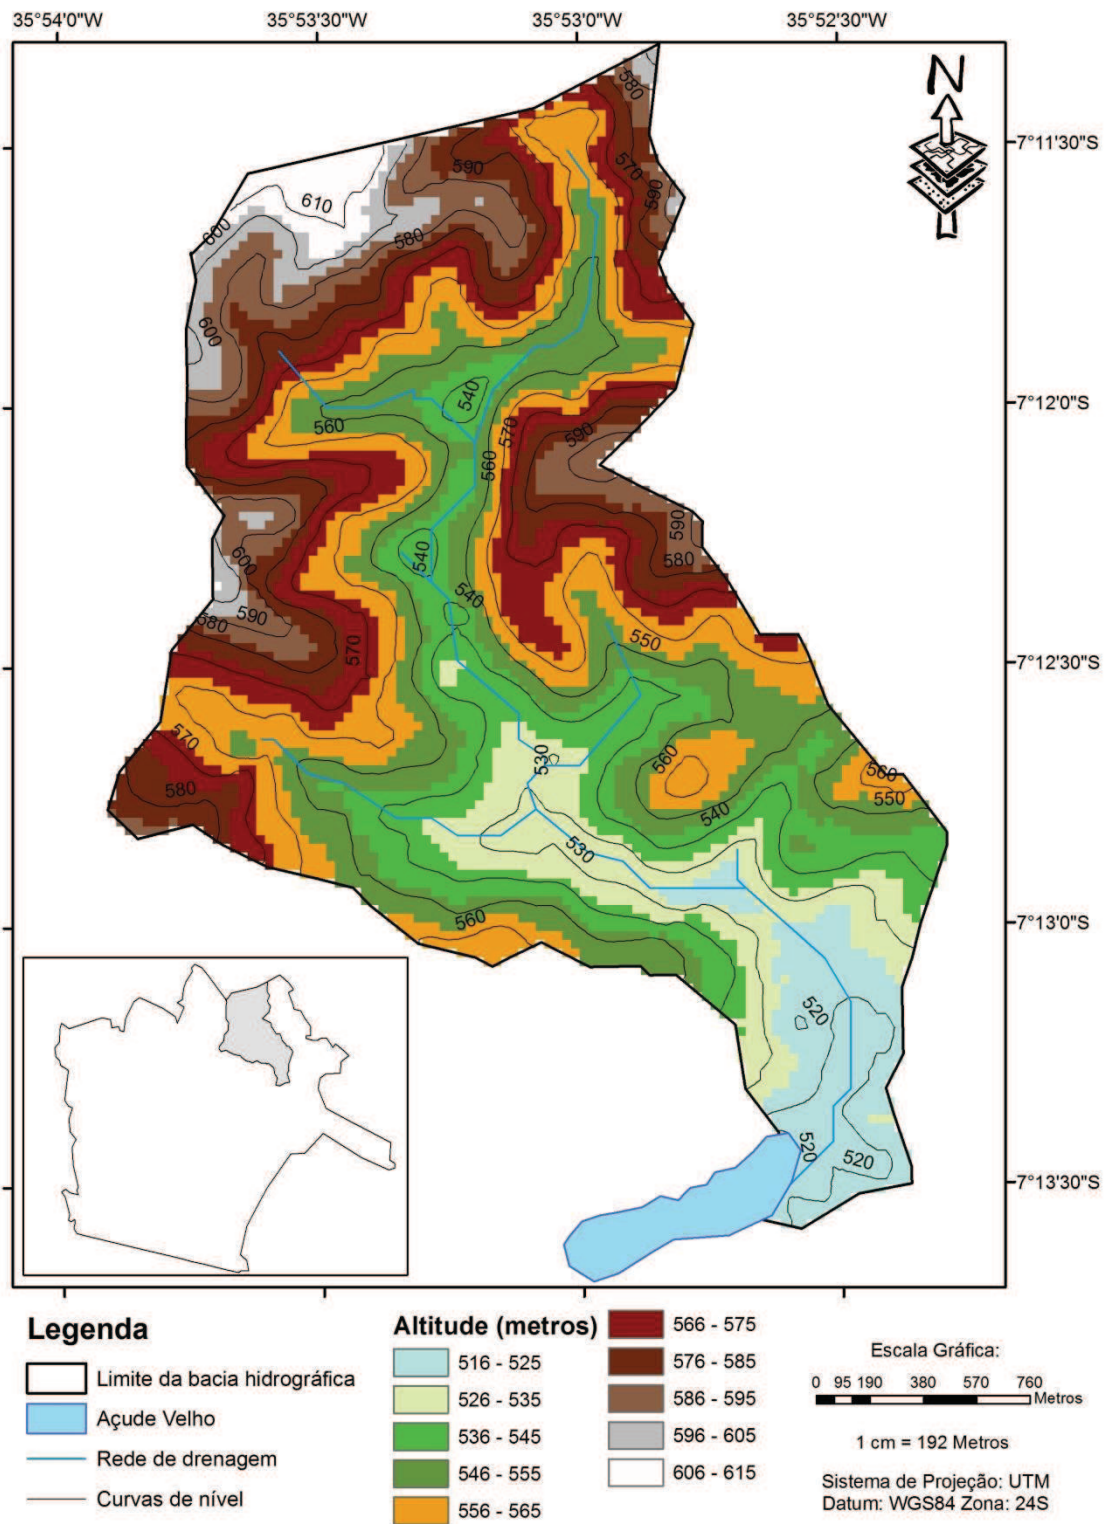 35°54'0"W 35°53'30"W 35°53'0"W 35°52'30"W
N
7°11'30"S
7°12'0"S
7°12'30"S
7°13'0"S
7°13'30"S
580
590
570
590
610
600
580
600
540
560
570
590
560
590
580
540
600
540
580
590
570
550
570
580
530
560
560
550
540
530
560
520
520
520
Legenda
Limite da bacia hidrográfica
Açude Velho
Rede de drenagem
Curvas de nível
Altitude (metros)
516 - 525
526 - 535
536 - 545
546 - 555
556 - 565
566 - 575
576 - 585
586 - 595
596 - 605
606 - 615
Escala Gráfica:
0 95 190 380 570 760
Metros
1 cm = 192 Metros
Sistema de Projeção: UTM
Datum: WGS84 Zona: 24S